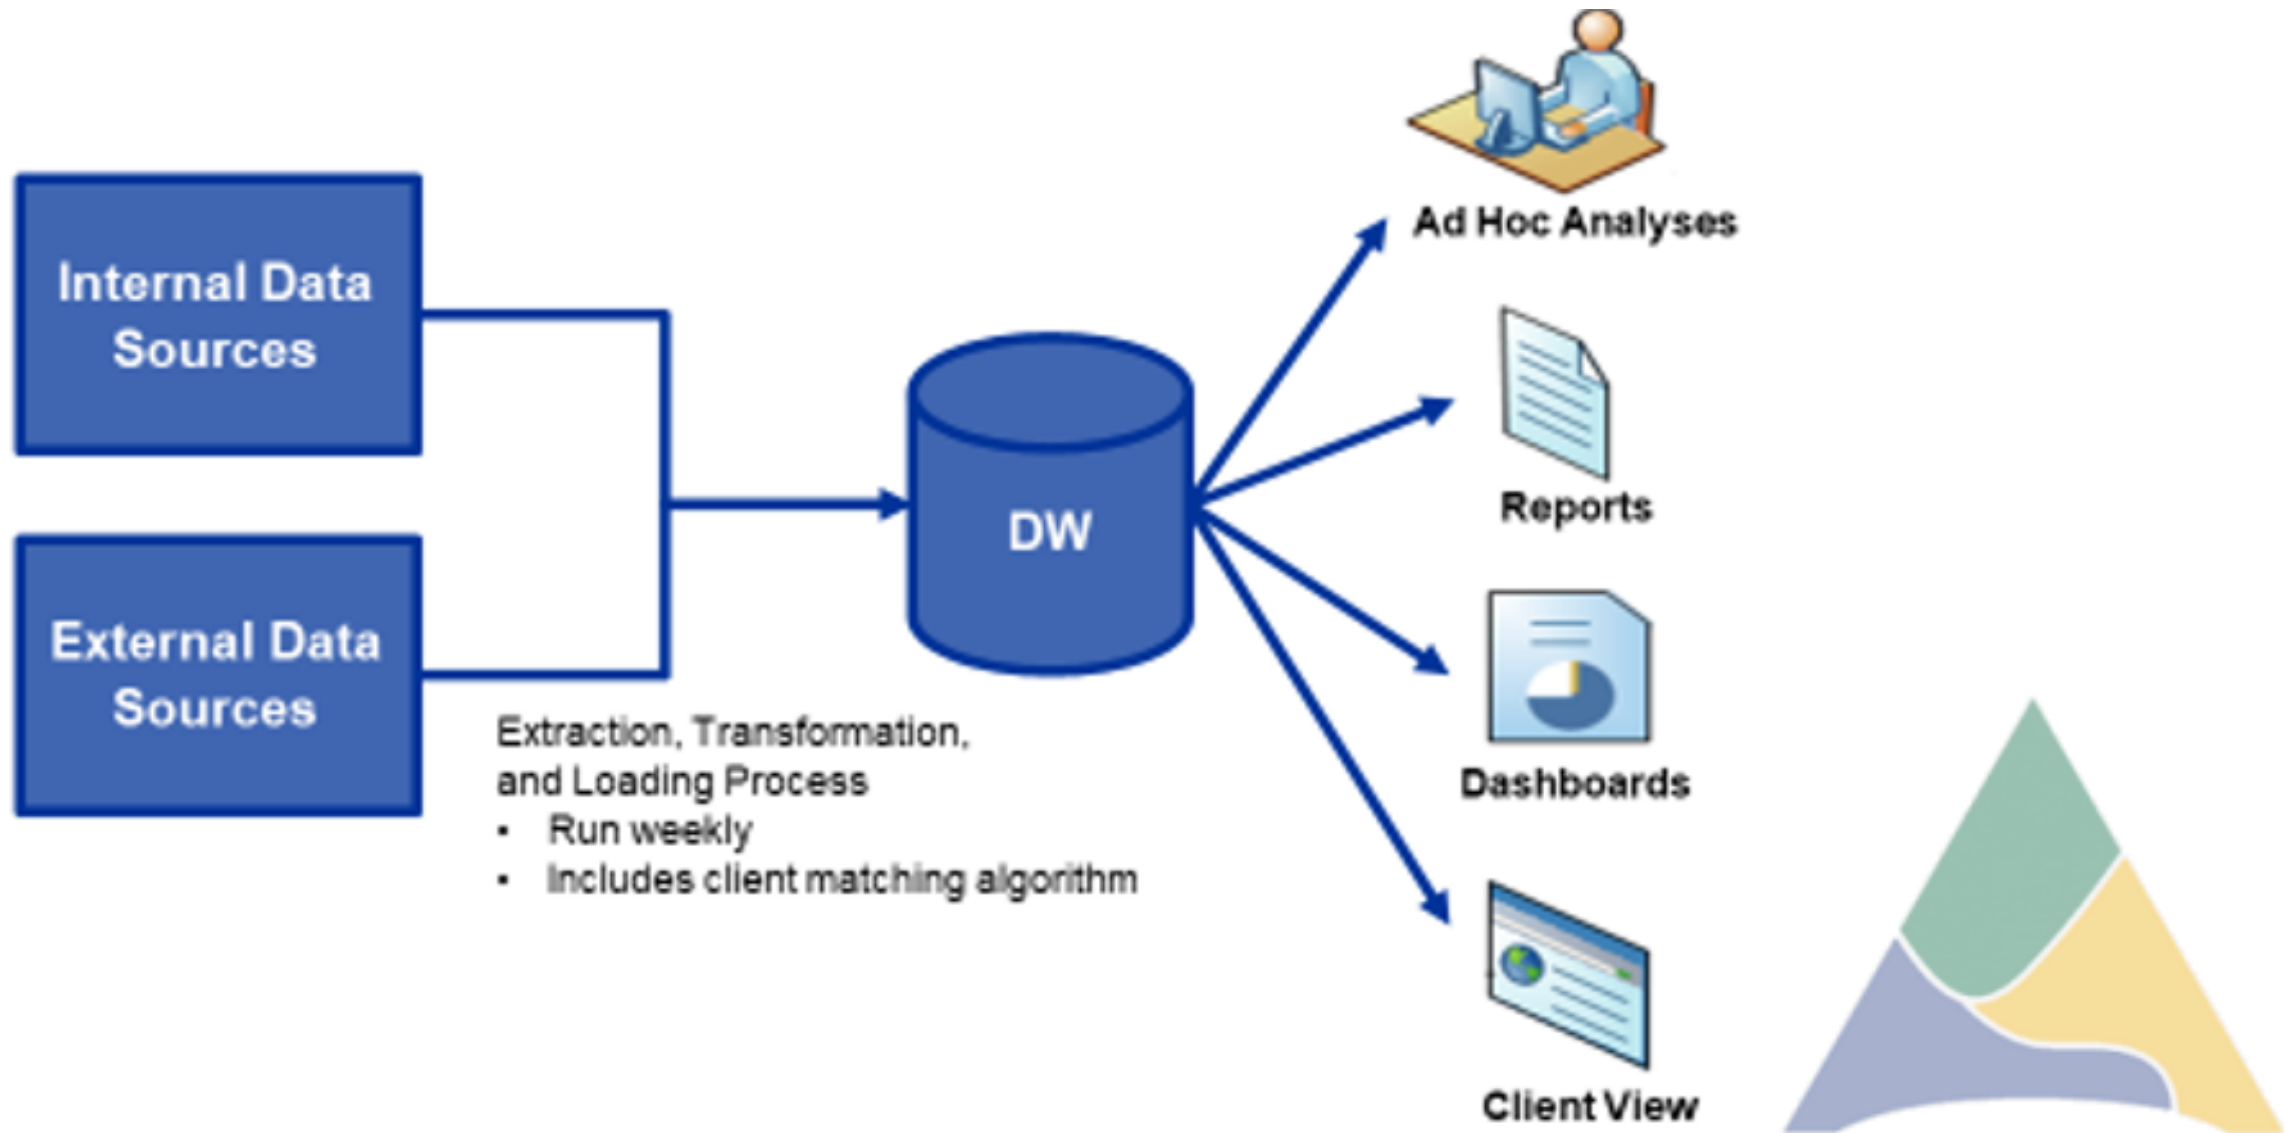 Internal Data
Sources
External Data
Sources
Extraction, Transformation,
and Loading Process
• Run weekly
• Includes client matching algorithm
DW
Ad Hoc Analyses
Reports
Dashboards
Client View